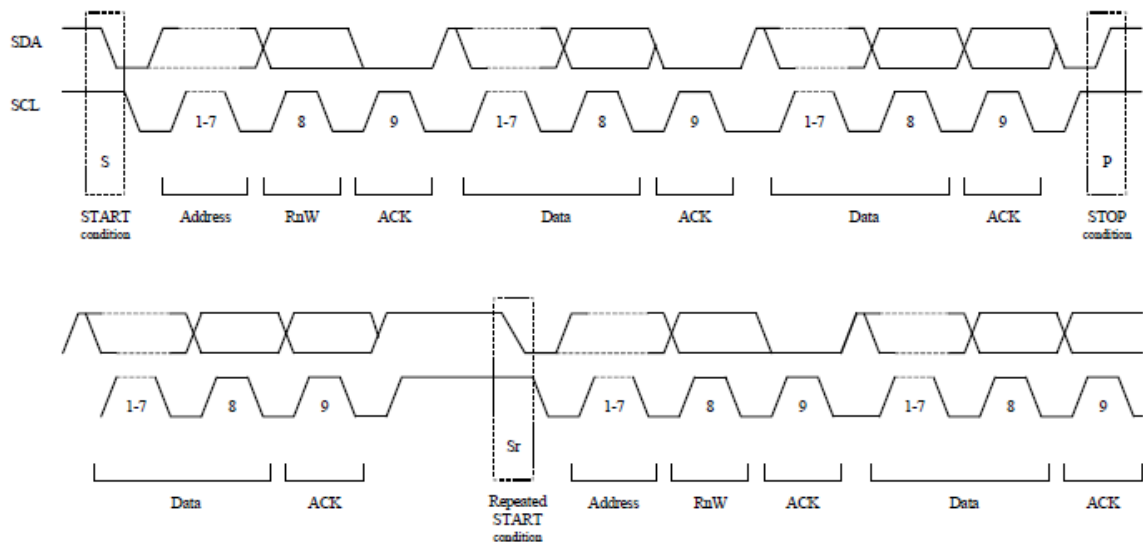 SDA
SCL
1-7 8 9 1-7 8 9 1-7 8 9
S P
START condition Address RnW ACK Data ACK Data ACK STOP condition
1-7 8 9 1-7 8 9 1-7 8 9
Sr
Data ACK Repeated START condition Address RnW ACK Data ACK